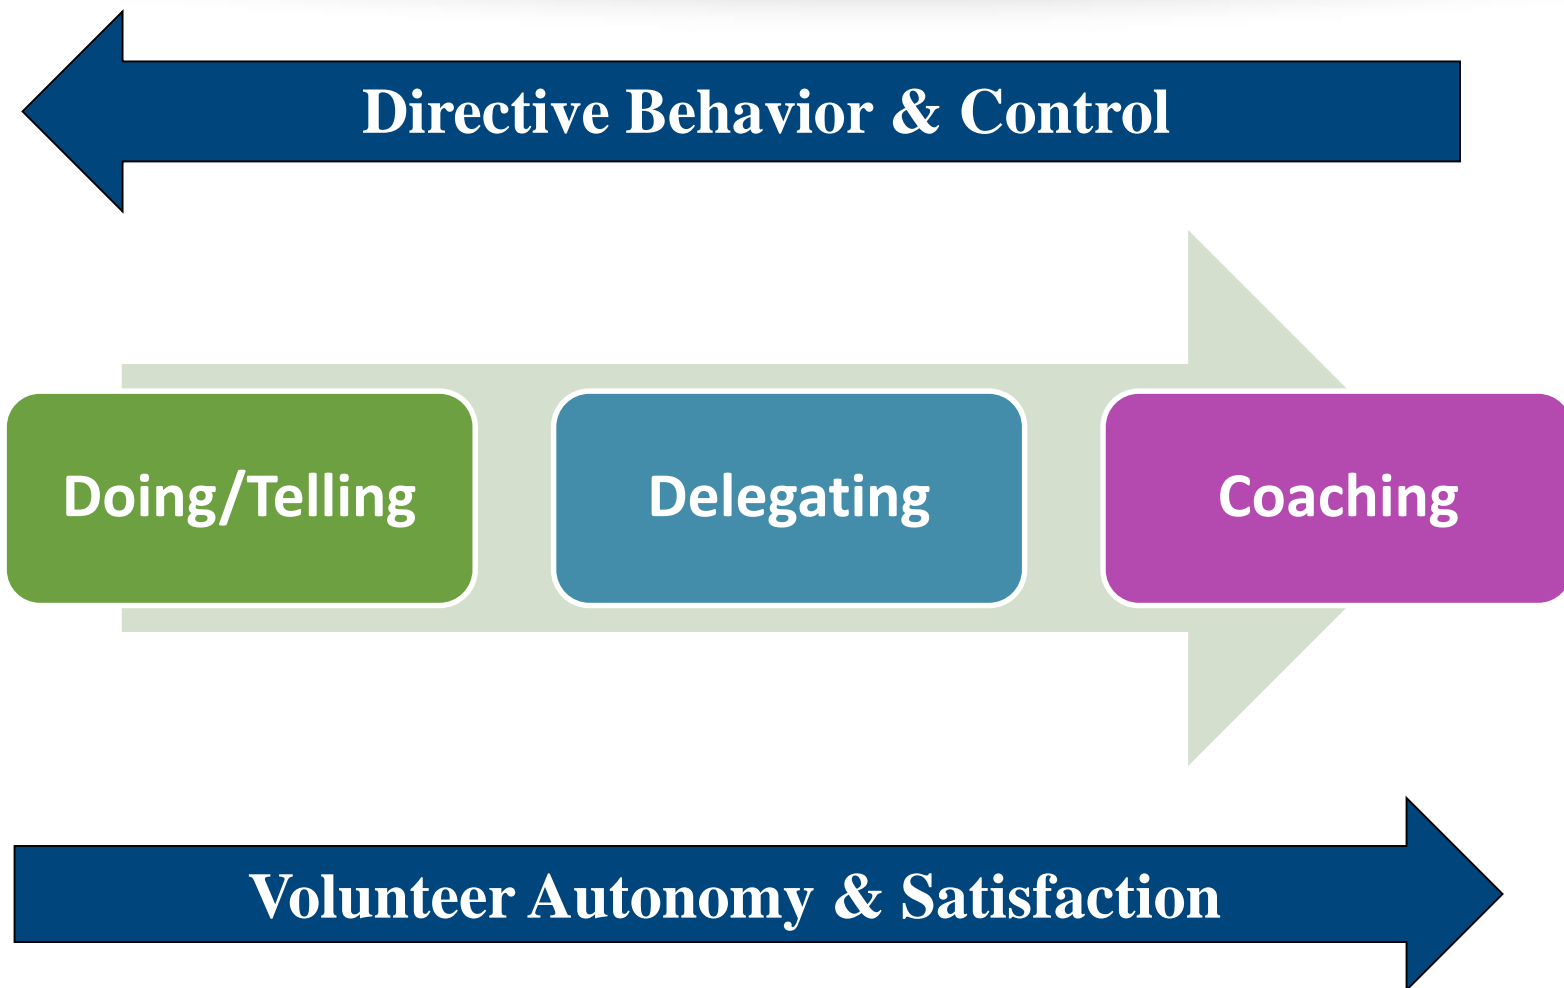 Directive Behavior & Control
Doing/Telling
Delegating
Coaching
Volunteer Autonomy & Satisfaction